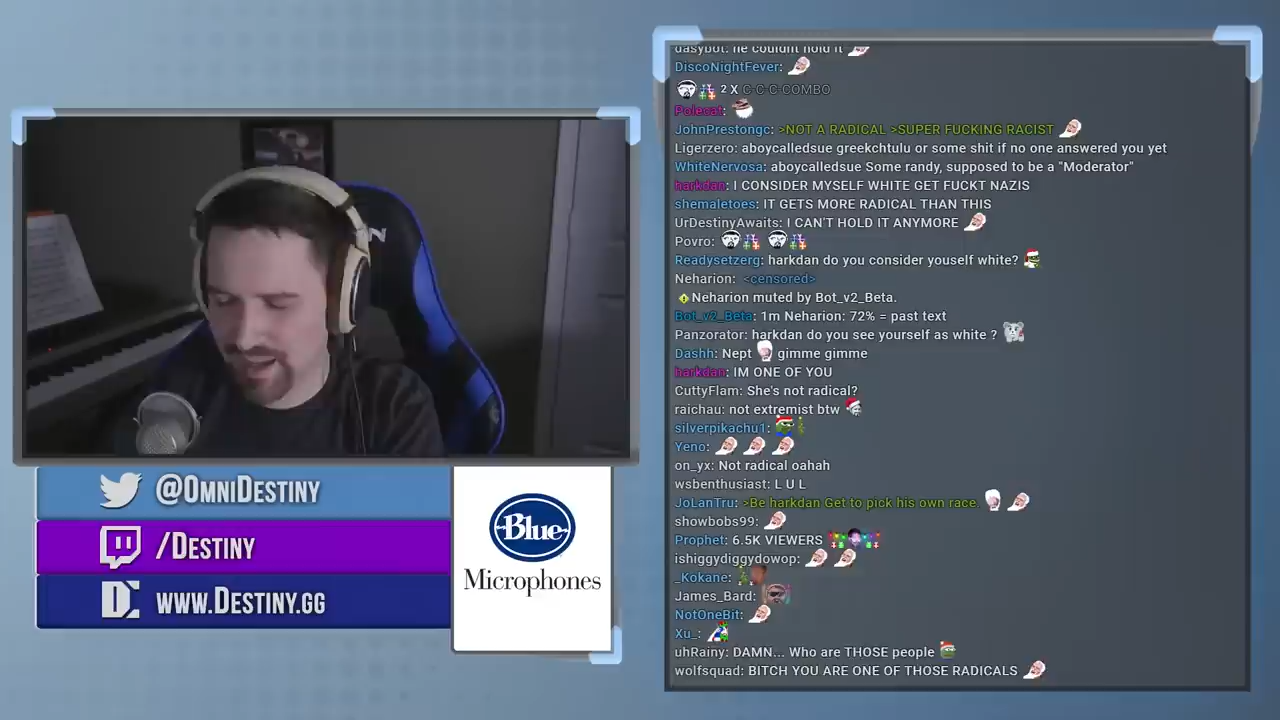 @OmniDestiny
/Destiny
www.Destiny.gg
Blue
Microphones
dasybot: he couldnt hold it
DiscoNightFever:
2 X C-C-C-COMBO
Polecat:
JohnPrestongc: >NOT A RADICAL >SUPER FUCKING RACIST
Ligerzero: aboycalledsue greekchtulu or some shit if no one answered you yet
WhiteNervosa: aboycalledsue Some randy, supposed to be a "Moderator"
harkdan: I CONSIDER MYSELF WHITE GET FUCKT NAZIS
shemaletoes: IT GETS MORE RADICAL THAN THIS
UrDestinyAwaits: I CAN'T HOLD IT ANYMORE
Povro:
Readysetzerg: harkdan do you consider youself white?
Neharion: <censored>
Neharion muted by Bot_v2_Beta.
Bot_v2_Beta: 1m Neharion: 72% = past text
Panzorator: harkdan do you see yourself as white ?
Dashh: Nept gimme gimme
harkdan: IM ONE OF YOU
CuttyFlam: She's not radical?
raichau: not extremist btw
silverpikachu1:
Yeno:
on_yx: Not radical oahah
wsbenthusiast: L U L
JoLanTru: >Be harkdan Get to pick his own race
showbobs99:
Prophet: 6.5K VIEWERS
ishiggydiggydowop:
_Kokane:
James_Bard:
NotOneBit:
Xu_:
uhRainy: DAMN... Who are THOSE people
wolfsquad: BITCH YOU ARE ONE OF THOSE RADICALS